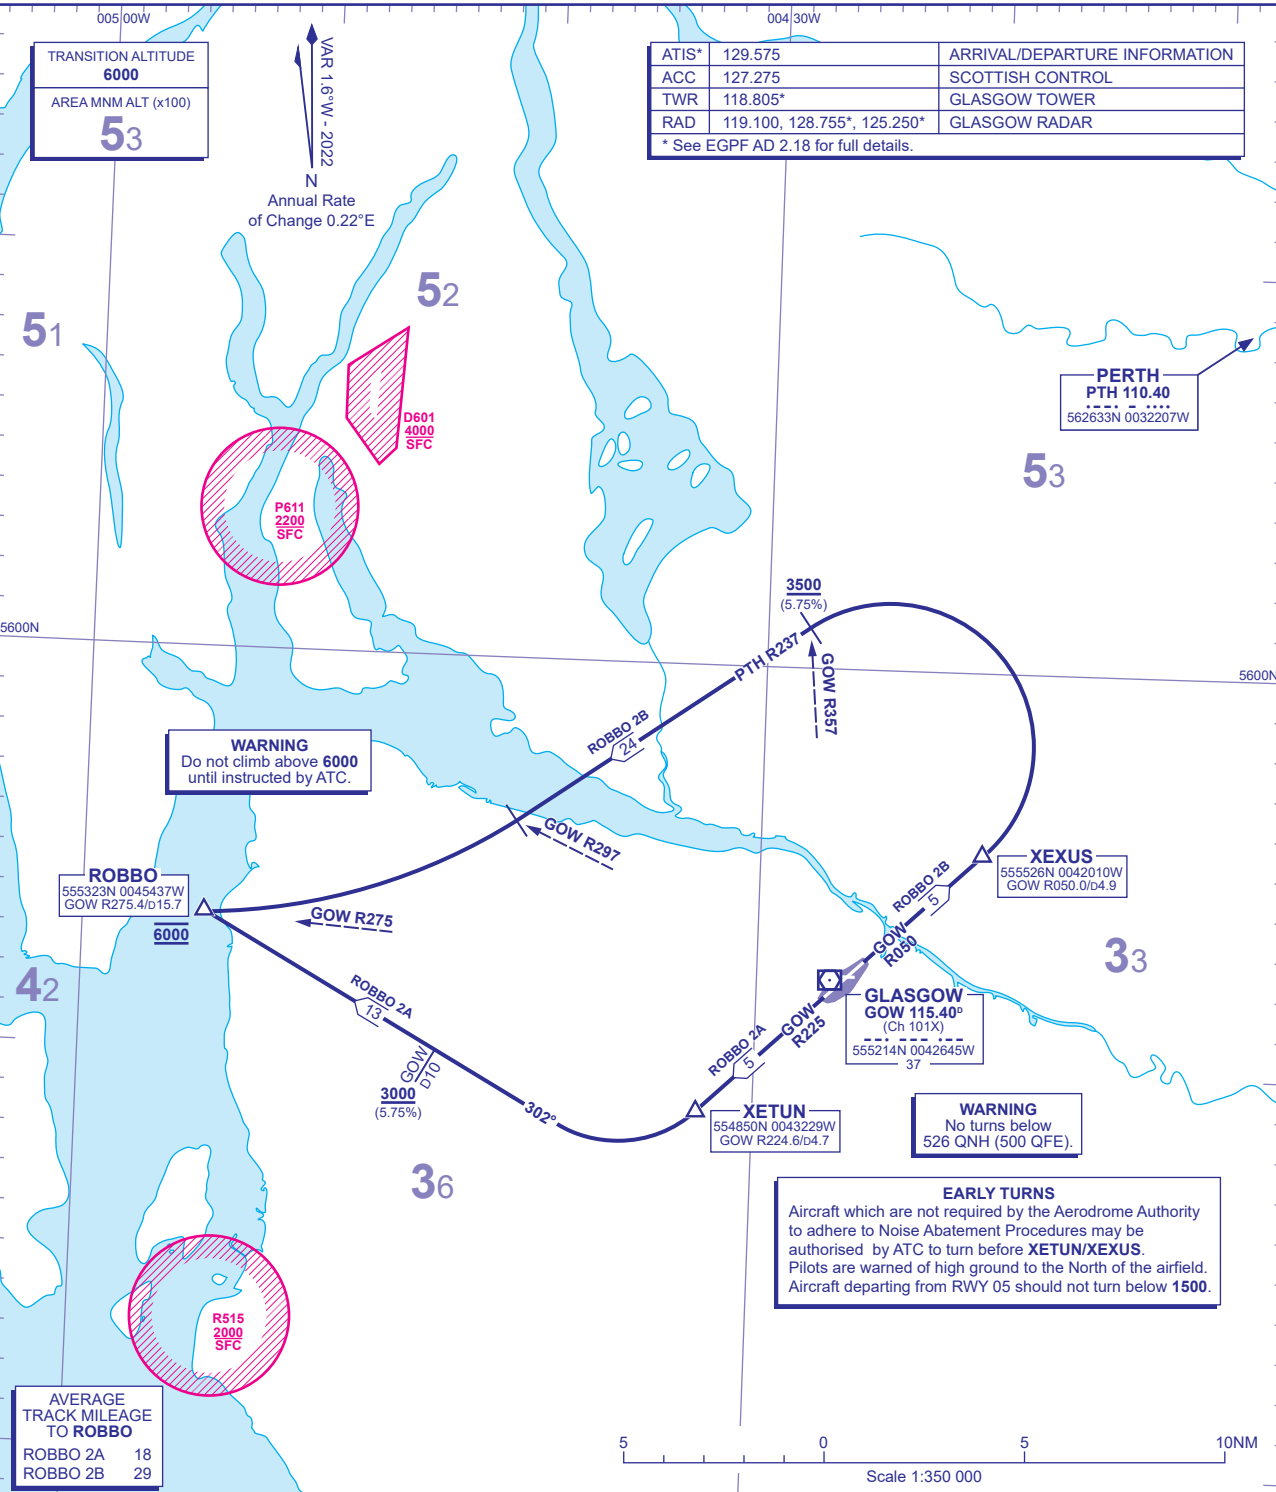 005 00W
004 30W
TRANSITION ALTITUDE
6000
AREA MNM ALT (x100)
53
VAR 1.6°W - 2022
N
Annual Rate
of Change 0.22°E
ATIS* 129.575 ARRIVAL/DEPARTURE INFORMATION
ACC 127.275 SCOTTISH CONTROL
TWR 118.805* GLASGOW TOWER
RAD 119.100, 128.755*, 125.250* GLASGOW RADAR
* See EGPF AD 2.18 for full details.
52
51
PERTH
PTH 110.40
562633N 0032207W
53
D601
4000
SFC
P611
2200
SFC
3500
(5.75%)
5600N
PTH R237
GOW R357
5600N
ROBBO 2B
24
WARNING
Do not climb above 6000
until instructed by ATC.
GOW R297
XEXUS
555526N 0042010W
GOW R050.0/D4.9
ROBBO
555323N 0045437W
GOW R275.4/D15.7
6000
ROBBO 2B
5
GOW R275
GOW
R050
33
42
GLASGOW
GOW 115.40D
(Ch 101X)
555214N 0042645W
37
ROBBO 2A
13
GOW
R225
ROBBO 2A
5
GOW
D10
3000
(5.75%)
302°
XETUN
554850N 0043229W
GOW R224.6/D4.7
WARNING
No turns below
526 QNH (500 QFE).
36
EARLY TURNS
Aircraft which are not required by the Aerodrome Authority
to adhere to Noise Abatement Procedures may be
authorised by ATC to turn before XETUN/XEXUS.
Pilots are warned of high ground to the North of the airfield.
Aircraft departing from RWY 05 should not turn below 1500.
R515
2000
SFC
AVERAGE
TRACK MILEAGE
TO ROBBO
ROBBO 2A 18
ROBBO 2B 29
5 0 5 10NM
Scale 1:350 000